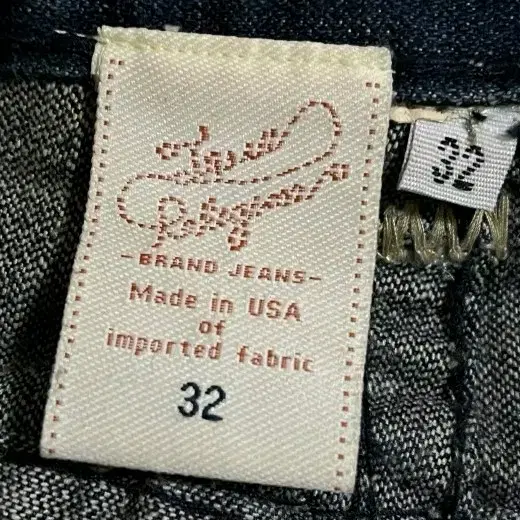 - BRAND JEANS -
Made in USA
of
imported fabric
32
32